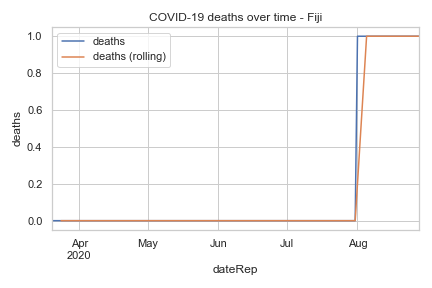 COVID-19 deaths over time - Fiji
deaths
deaths (rolling)
deaths
1.0
0.8
0.6
0.4
0.2
0.0
Apr
2020
May
Jun
Jul
Aug
dateRep